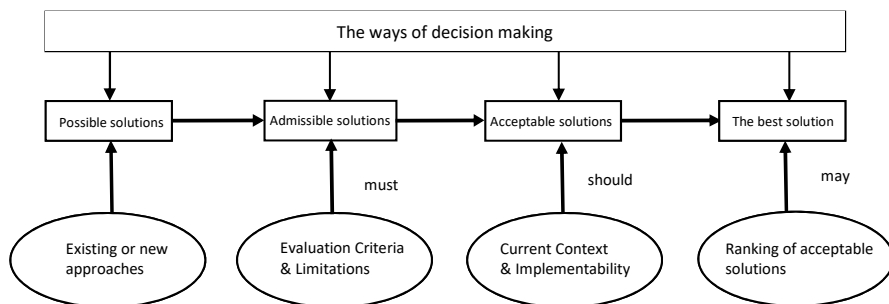 The ways of decision making
Possible solutions
Admissible solutions
Acceptable solutions
The best solution
must
should
may
Existing or new
approaches
Evaluation Criteria
& Limitations
Current Context
& Implementability
Ranking of acceptable
solutions